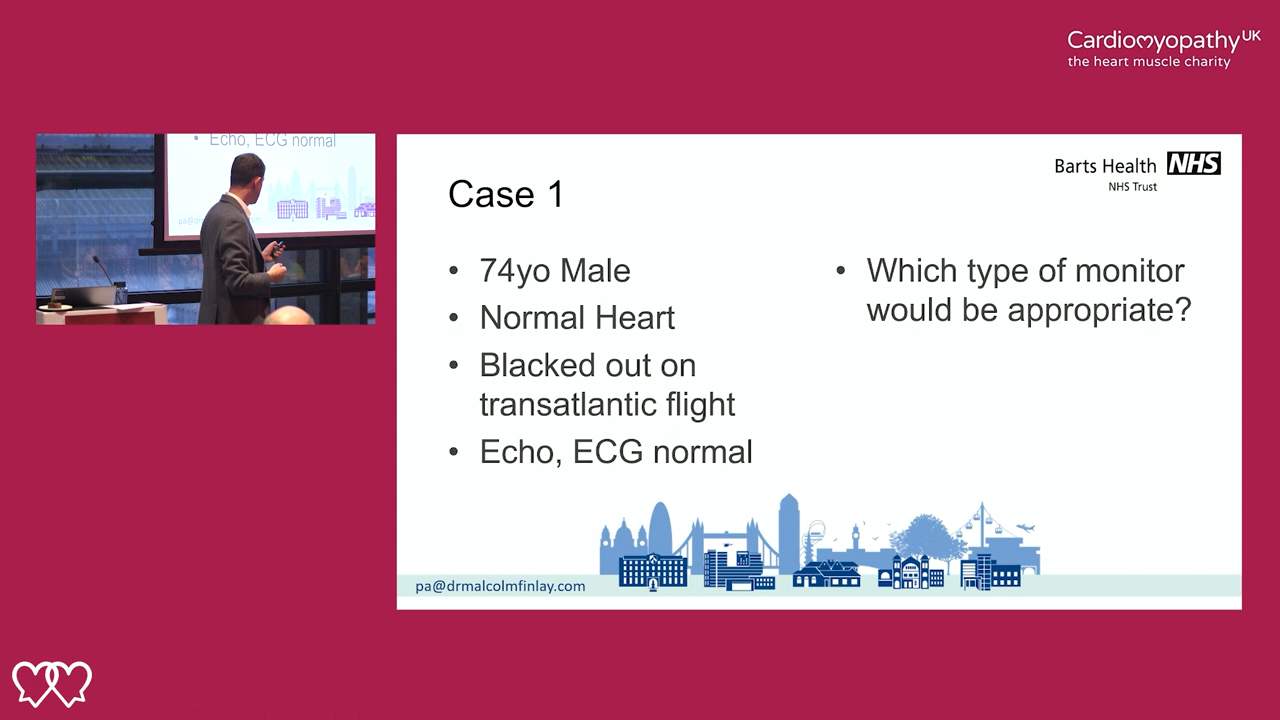 Cardiomyopathy UK
the heart muscle charity
• Echo, ECG normal
Barts Health NHS
NHS Trust
Case 1
• 74yo Male
• Normal Heart
• Blacked out on
transatlantic flight
• Echo, ECG normal
• Which type of monitor
would be appropriate?
pa@drmalcolmfinlay.com